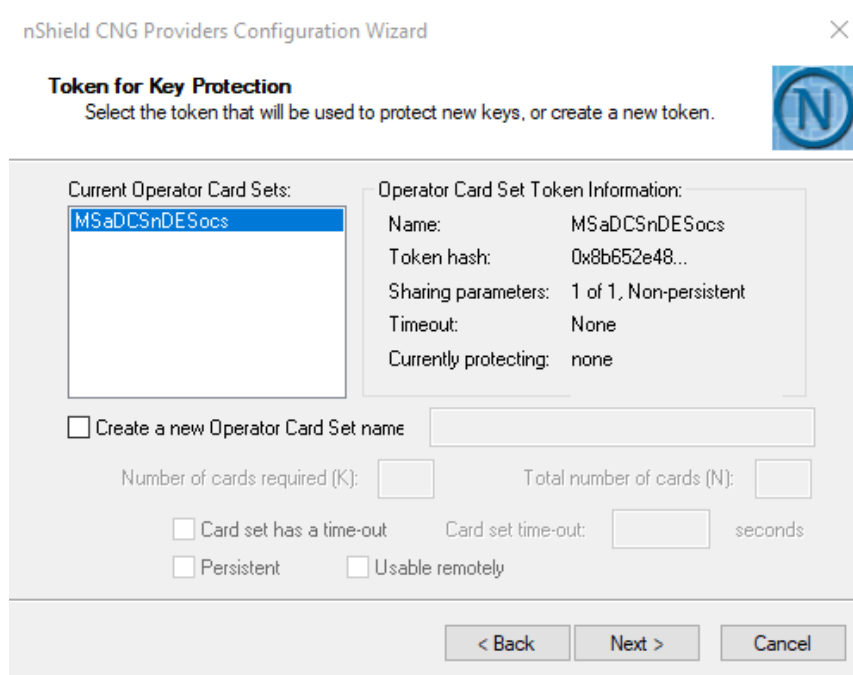 nShield CNG Providers Configuration Wizard
Token for Key Protection
Select the token that will be used to protect new keys, or create a new token.
N
Current Operator Card Sets:
MSaDCSnDESocs
Operator Card Set Token Information:
Name: MSaDCSnDESocs
Token hash: 0x8b652e48...
Sharing parameters: 1 of 1, Non-persistent
Timeout: None
Currently protecting: none
Create a new Operator Card Set name
Number of cards required (K): Total number of cards (N):
Card set has a time-out Card set time-out: seconds
Persistent Usable remotely
< Back Next > Cancel